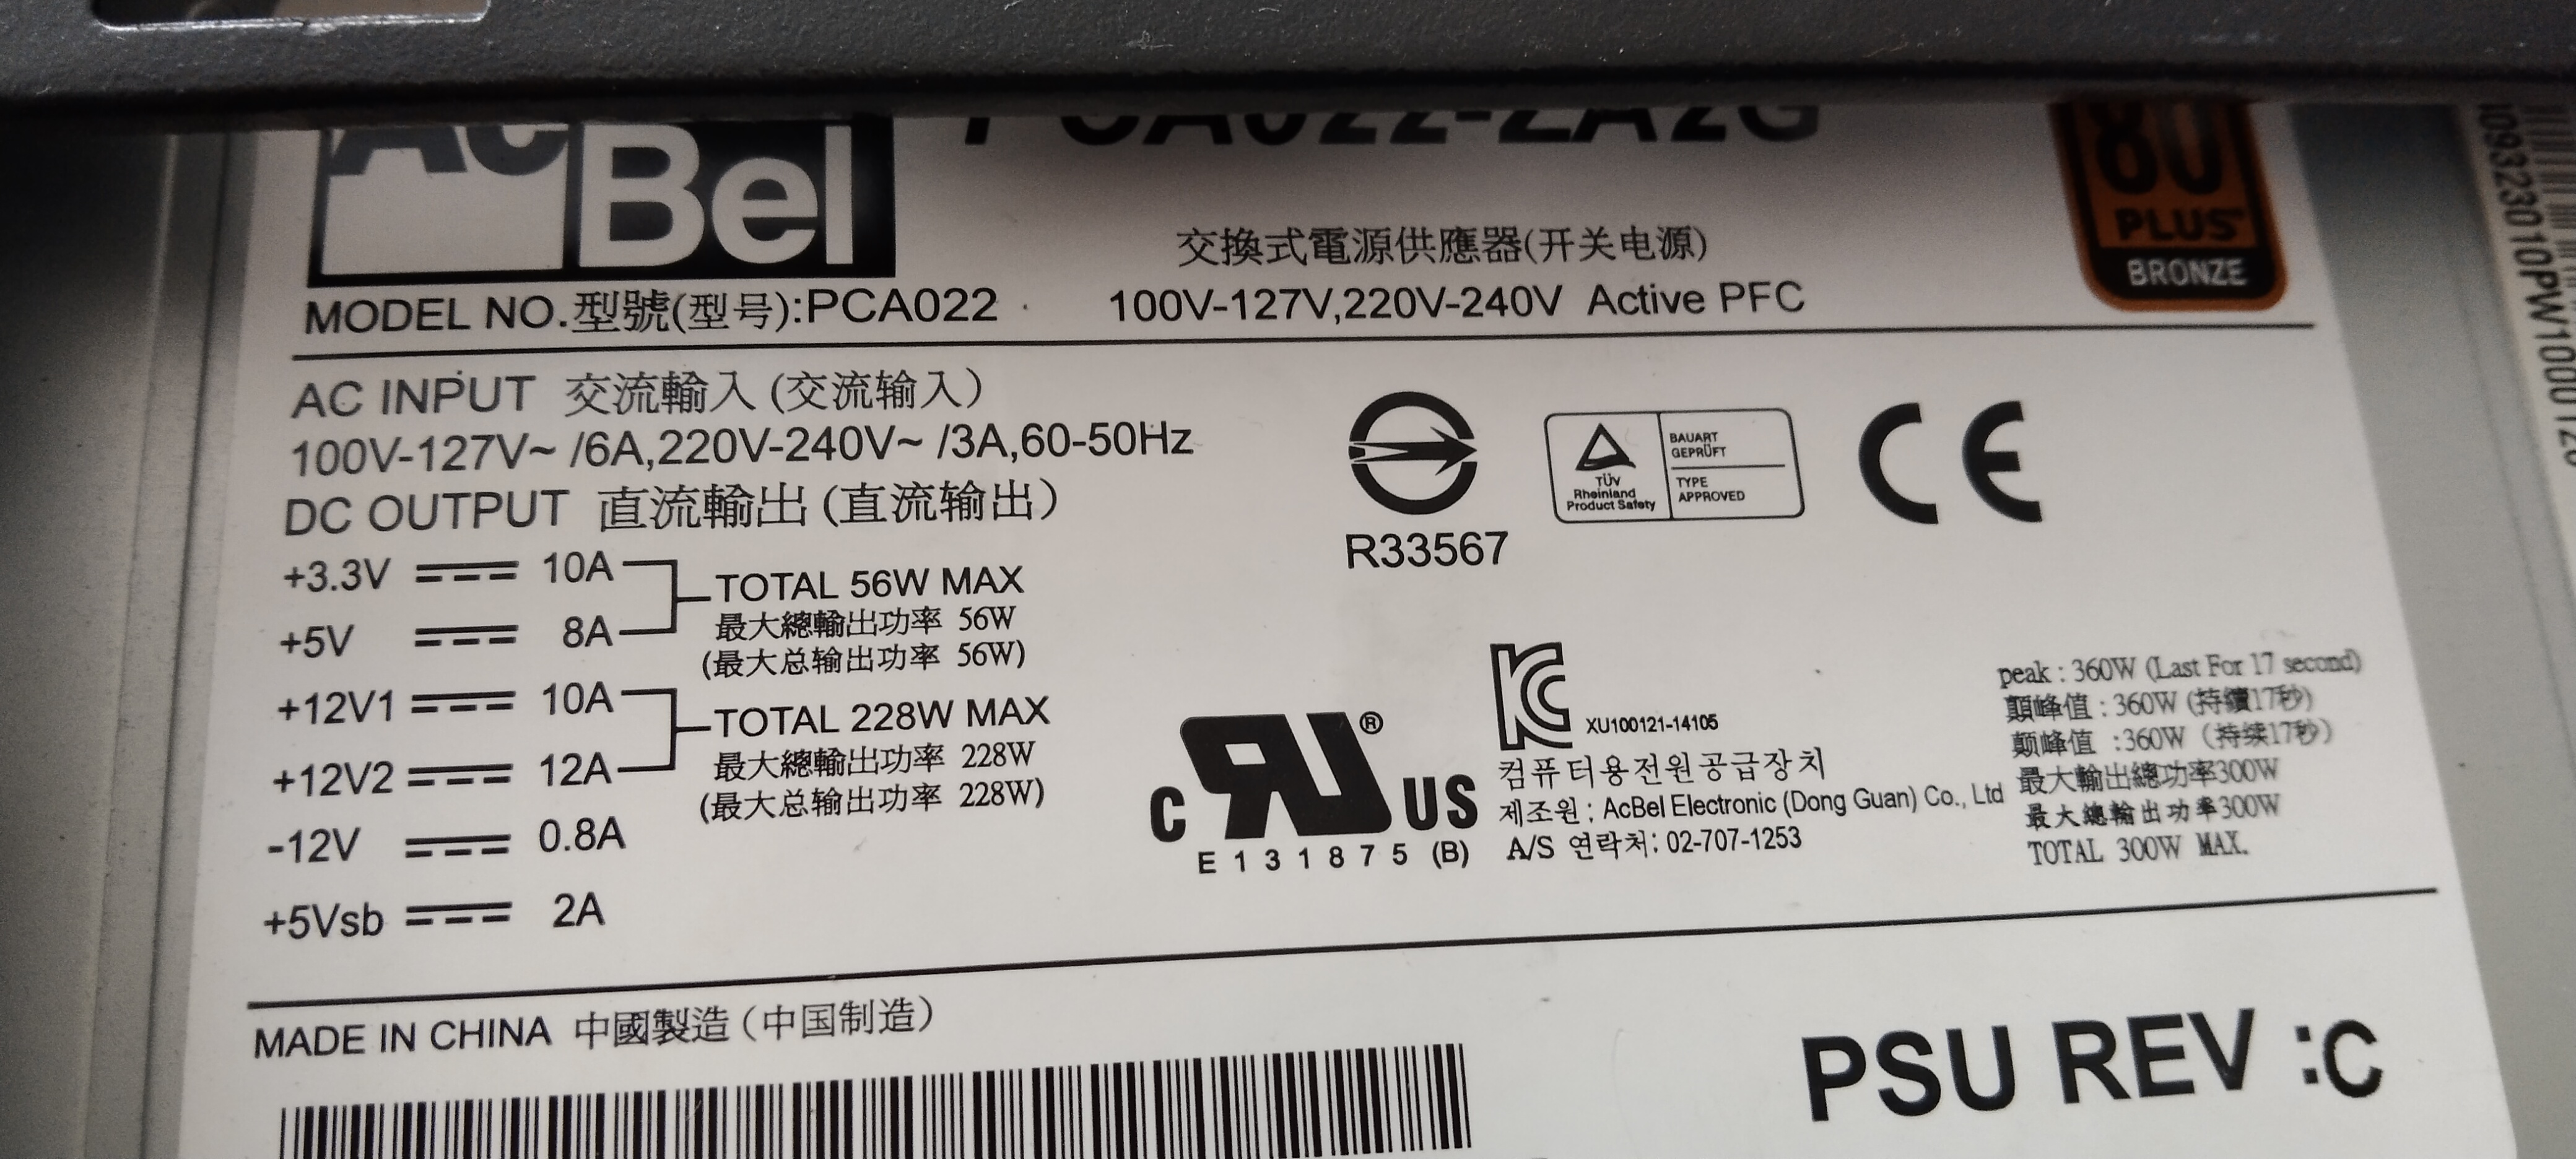 AcBel
PCA022-ZA2G
80
PLUS
BRONZE
交換式電源供應器(开关电源)
MODEL NO.型號(型号):PCA022
100V-127V,220V-240V Active PFC
AC INPUT 交流輸入 (交流输入)
100V-127V~ /6A,220V-240V~ /3A,60-50Hz
DC OUTPUT 直流輸出 (直流输出)
+3.3V 10A
TOTAL 56W MAX
最大總輸出功率 56W
+5V 8A
(最大总输出功率 56W)
+12V1 10A
TOTAL 228W MAX
最大總輸出功率 228W
+12V2 12A
(最大总输出功率 228W)
-12V 0.8A
+5Vsb 2A
R33567
TÜV
Rheinland
Product Safety
BAUART
GEPRÜFT
TYPE
APPROVED
CE
C RU ® US
E131875 (B)
KC
XU100121-14105
컴퓨터용전원공급장치
제조원 ; AcBel Electronic (Dong Guan) Co., Ltd
A/S 연락처: 02-707-1253
peak : 360W (Last For 17 second)
顛峰值 : 360W (持續17秒)
颠峰值 :360W (持续17秒)
最大輸出總功率300W
最大總輸出功率300W
TOTAL 300W MAX.
MADE IN CHINA 中國製造 (中国制造)
PSU REV :C